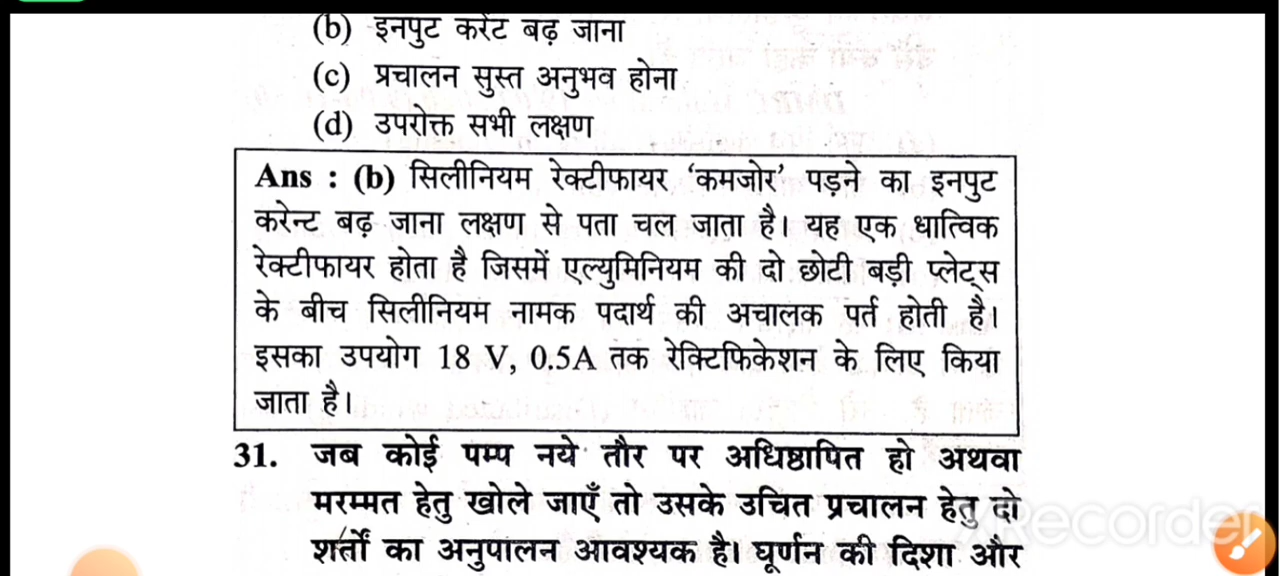 (b) इनपुट करेंट बढ़ जाना
(c) प्रचालन सुस्त अनुभव होना
(d) उपरोक्त सभी लक्षण
Ans : (b) सिलीनियम रेक्टीफायर ‘कमजोर’ पड़ने का इनपुट
करेन्ट बढ़ जाना लक्षण से पता चल जाता है। यह एक धात्विक
रेक्टीफायर होता है जिसमें एल्युमिनियम की दो छोटी बड़ी प्लेट्स
के बीच सिलीनियम नामक पदार्थ की अचालक पर्त होती है।
इसका उपयोग 18 V, 0.5A तक रेक्टिफिकेशन के लिए किया
जाता है।
31. जब कोई पम्प नये तौर पर अधिष्ठापित हो अथवा
मरम्मत हेतु खोले जाएँ तो उसके उचित प्रचालन हेतु दो
शर्तों का अनुपालन आवश्यक है। घूर्णन की दिशा और
XRecorder